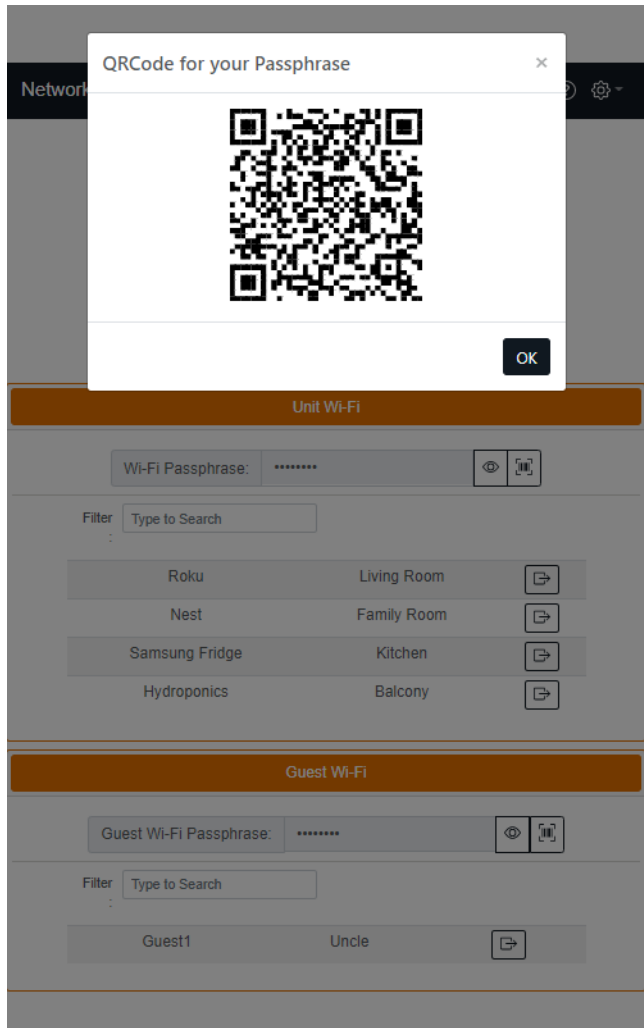 QRCode for your Passphrase ×
Network
OK
Unit Wi-Fi
Wi-Fi Passphrase: ••••••••
Filter : Type to Search
Roku Living Room
Nest Family Room
Samsung Fridge Kitchen
Hydroponics Balcony
Guest Wi-Fi
Guest Wi-Fi Passphrase: ••••••••
Filter : Type to Search
Guest1 Uncle